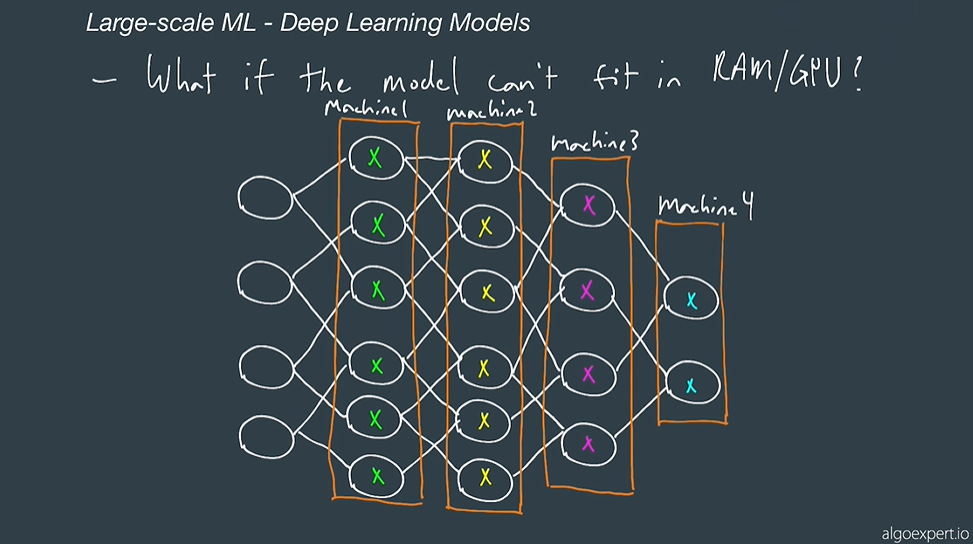 Large-scale ML - Deep Learning Models
– What if the model can't fit in RAM/GPU?
Machine1
machine2
machine3
machine4
X X
X X X
X X X X
X X X X
X X
X X
algoexpert.io